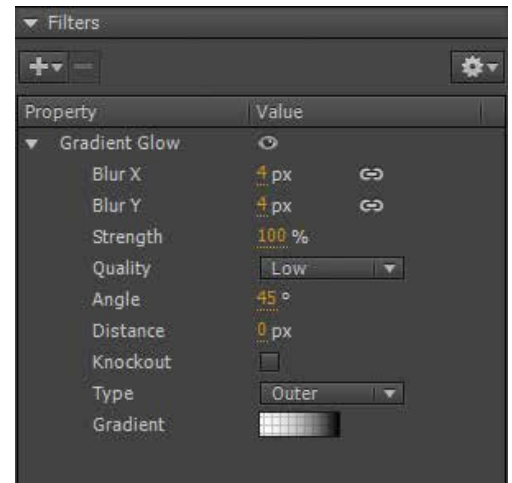 Filters
Property Value
Gradient Glow
Blur X 4 px
Blur Y 4 px
Strength 100 %
Quality Low
Angle 45 °
Distance 0 px
Knockout
Type Outer
Gradient